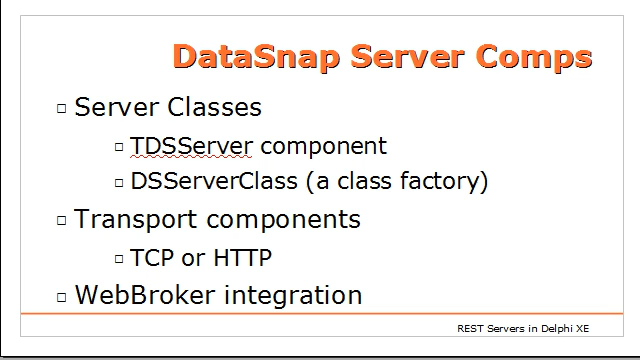 DataSnap Server Comps
Server Classes
TDSServer component
DSServerClass (a class factory)
Transport components
TCP or HTTP
WebBroker integration
REST Servers in Delphi XE